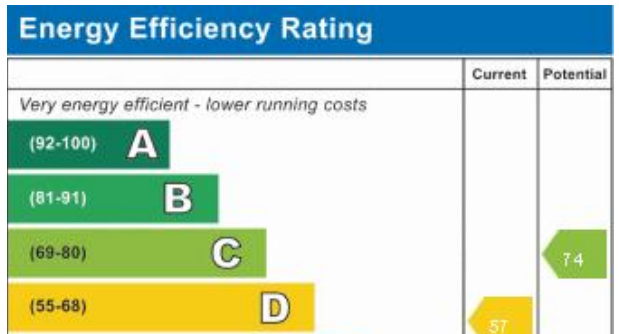 Energy Efficiency Rating
Current Potential
Very energy efficient - lower running costs
(92-100) A
(81-91) B
(69-80) C 74
(55-68) D 57